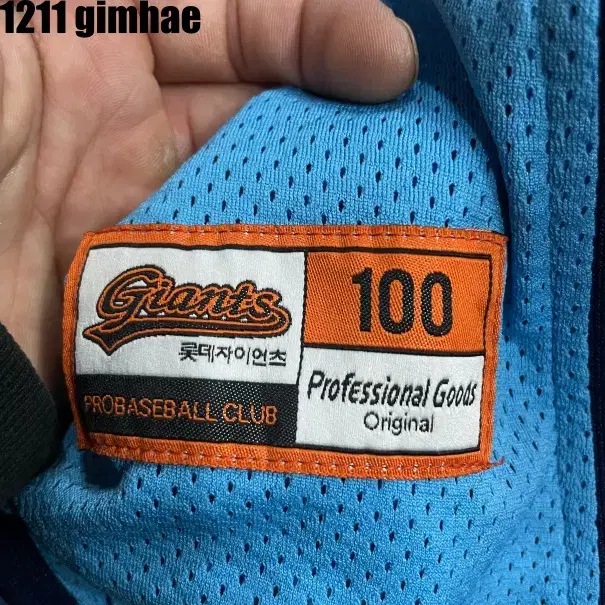 1211 gimhae
Giants
롯데자이언츠
PROBASEBALL CLUB
100
Professional Goods
Original